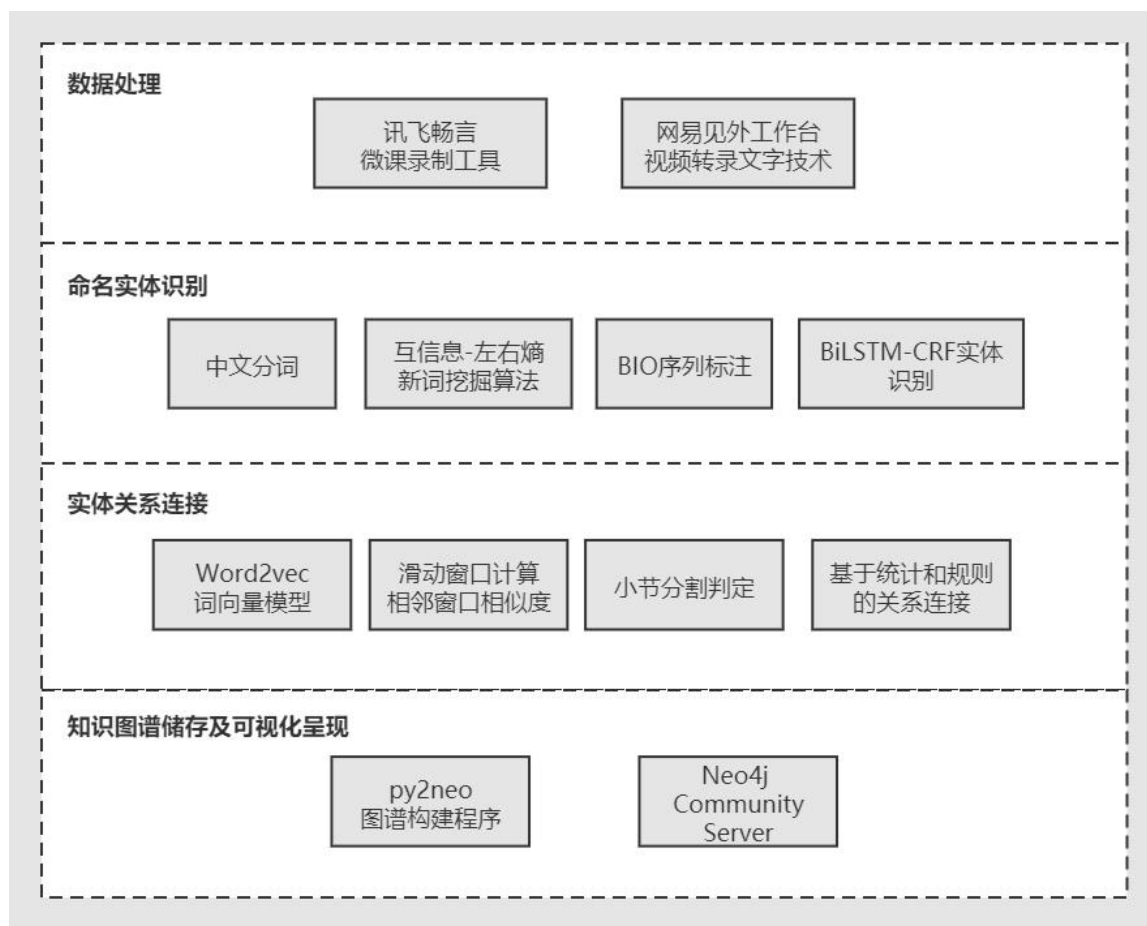 数据处理
讯飞畅言
微课录制工具
网易见外工作台
视频转录文字技术
命名实体识别
中文分词
互信息-左右熵
新词挖掘算法
BIO序列标注
BiLSTM-CRF实体
识别
实体关系连接
Word2vec
词向量模型
滑动窗口计算
相邻窗口相似度
小节分割判定
基于统计和规则
的关系连接
知识图谱储存及可视化呈现
py2neo
图谱构建程序
Neo4j
Community
Server